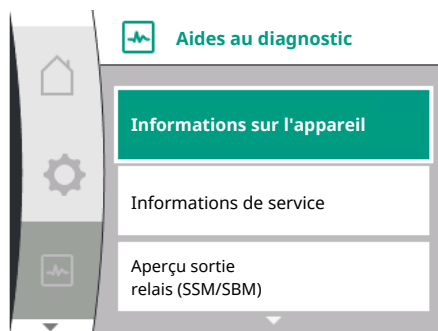 Aides au diagnostic
Informations sur l'appareil
Informations de service
Aperçu sortie
relais (SSM/SBM)